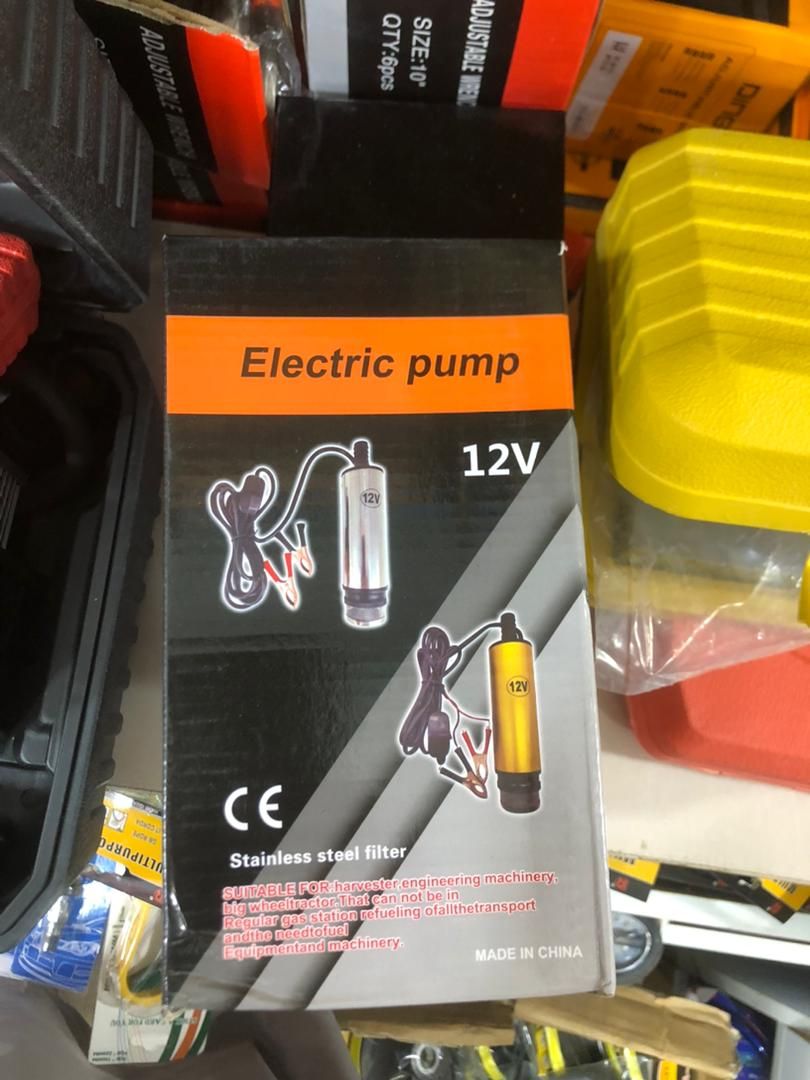 ADJUSTABLE WRENCH
SIZE:10"
QTY:6pcs
ADJUSTABLE WREN
Electric pump
12V
12V
12V
CE
Stainless steel filter
SUITABLE FOR:harvester,engineering machinery,
big wheeltractor.That can not be in
Regular gas station refueling ofallthetransport
andthe needtofuel
Equipmentand machinery.
MADE IN CHINA